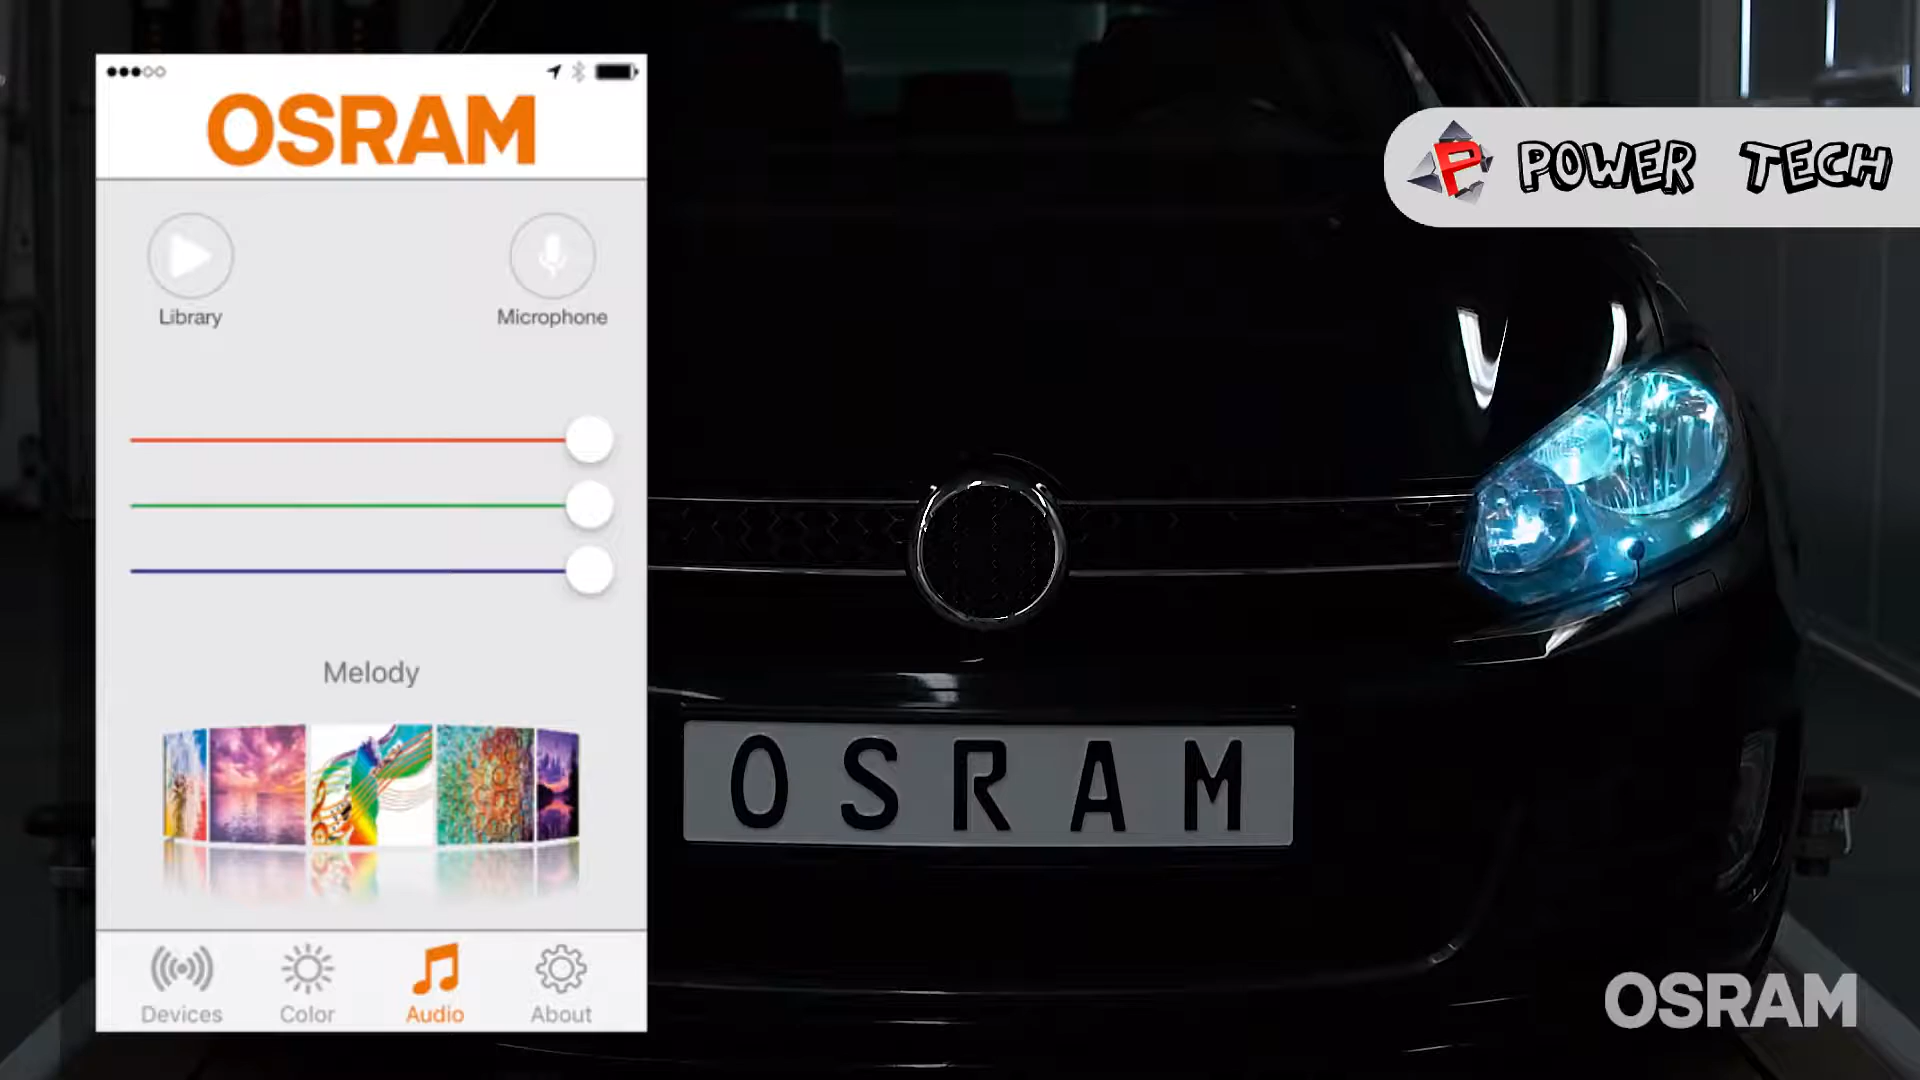 OSRAM
POWER TECH
Library
Microphone
Melody
OSRAM
Devices
Color
Audio
About
OSRAM